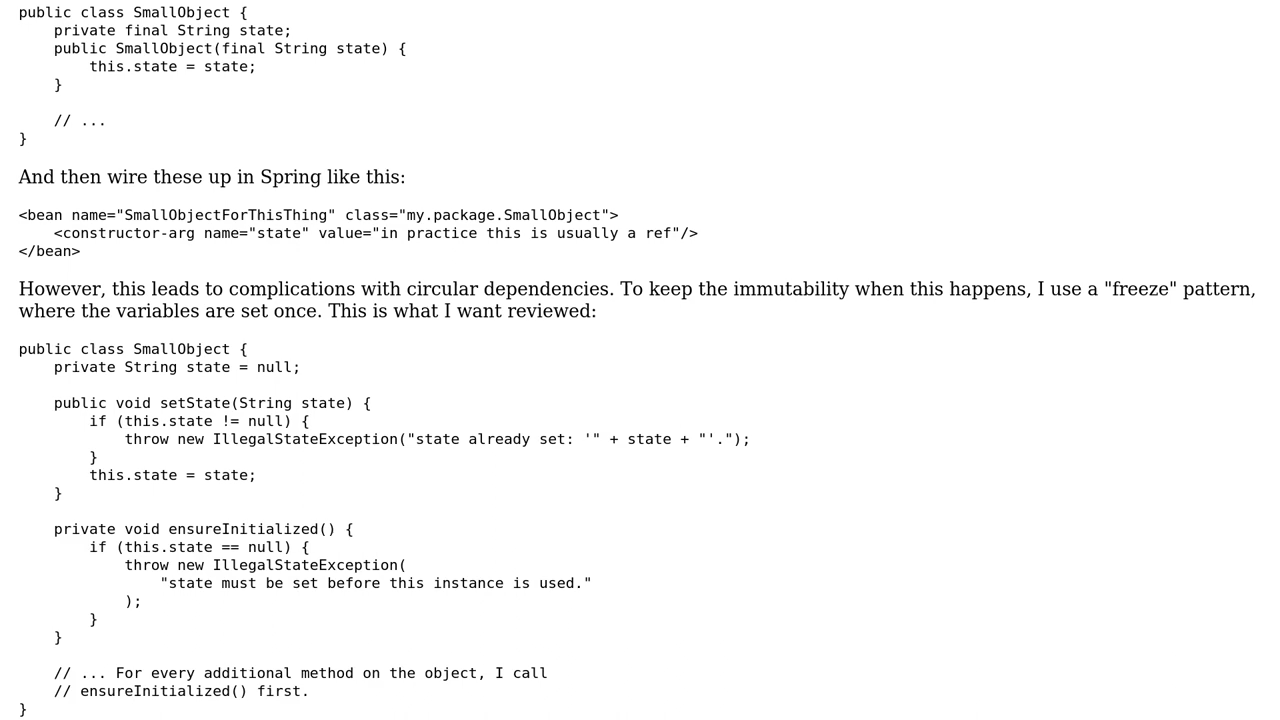 public class SmallObject {
    private final String state;
    public SmallObject(final String state) {
        this.state = state;
    }

    // ...
}
And then wire these up in Spring like this:
<bean name="SmallObjectForThisThing" class="my.package.SmallObject">
    <constructor-arg name="state" value="in practice this is usually a ref"/>
</bean>
However, this leads to complications with circular dependencies. To keep the immutability when this happens, I use a "freeze" pattern,
where the variables are set once. This is what I want reviewed:
public class SmallObject {
    private String state = null;

    public void setState(String state) {
        if (this.state != null) {
            throw new IllegalStateException("state already set: '" + state + "'.");
        }
        this.state = state;
    }

    private void ensureInitialized() {
        if (this.state == null) {
            throw new IllegalStateException(
                "state must be set before this instance is used."
            );
        }
    }

    // ... For every additional method on the object, I call
    // ensureInitialized() first.
}